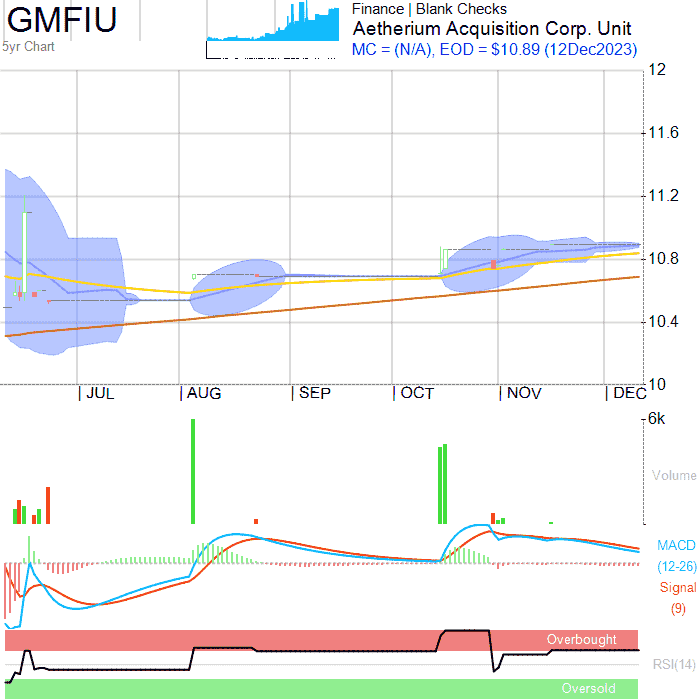 GMFIU
5yr Chart
Finance | Blank Checks
Aetherium Acquisition Corp. Unit
MC = (N/A), EOD = $10.89 (12Dec2023)
12
11.6
11.2
10.8
10.4
10
| JUL | AUG | SEP | OCT | NOV | DEC
6k
Volume
MACD
(12-26)
Signal
(9)
Overbought
RSI(14)
Oversold